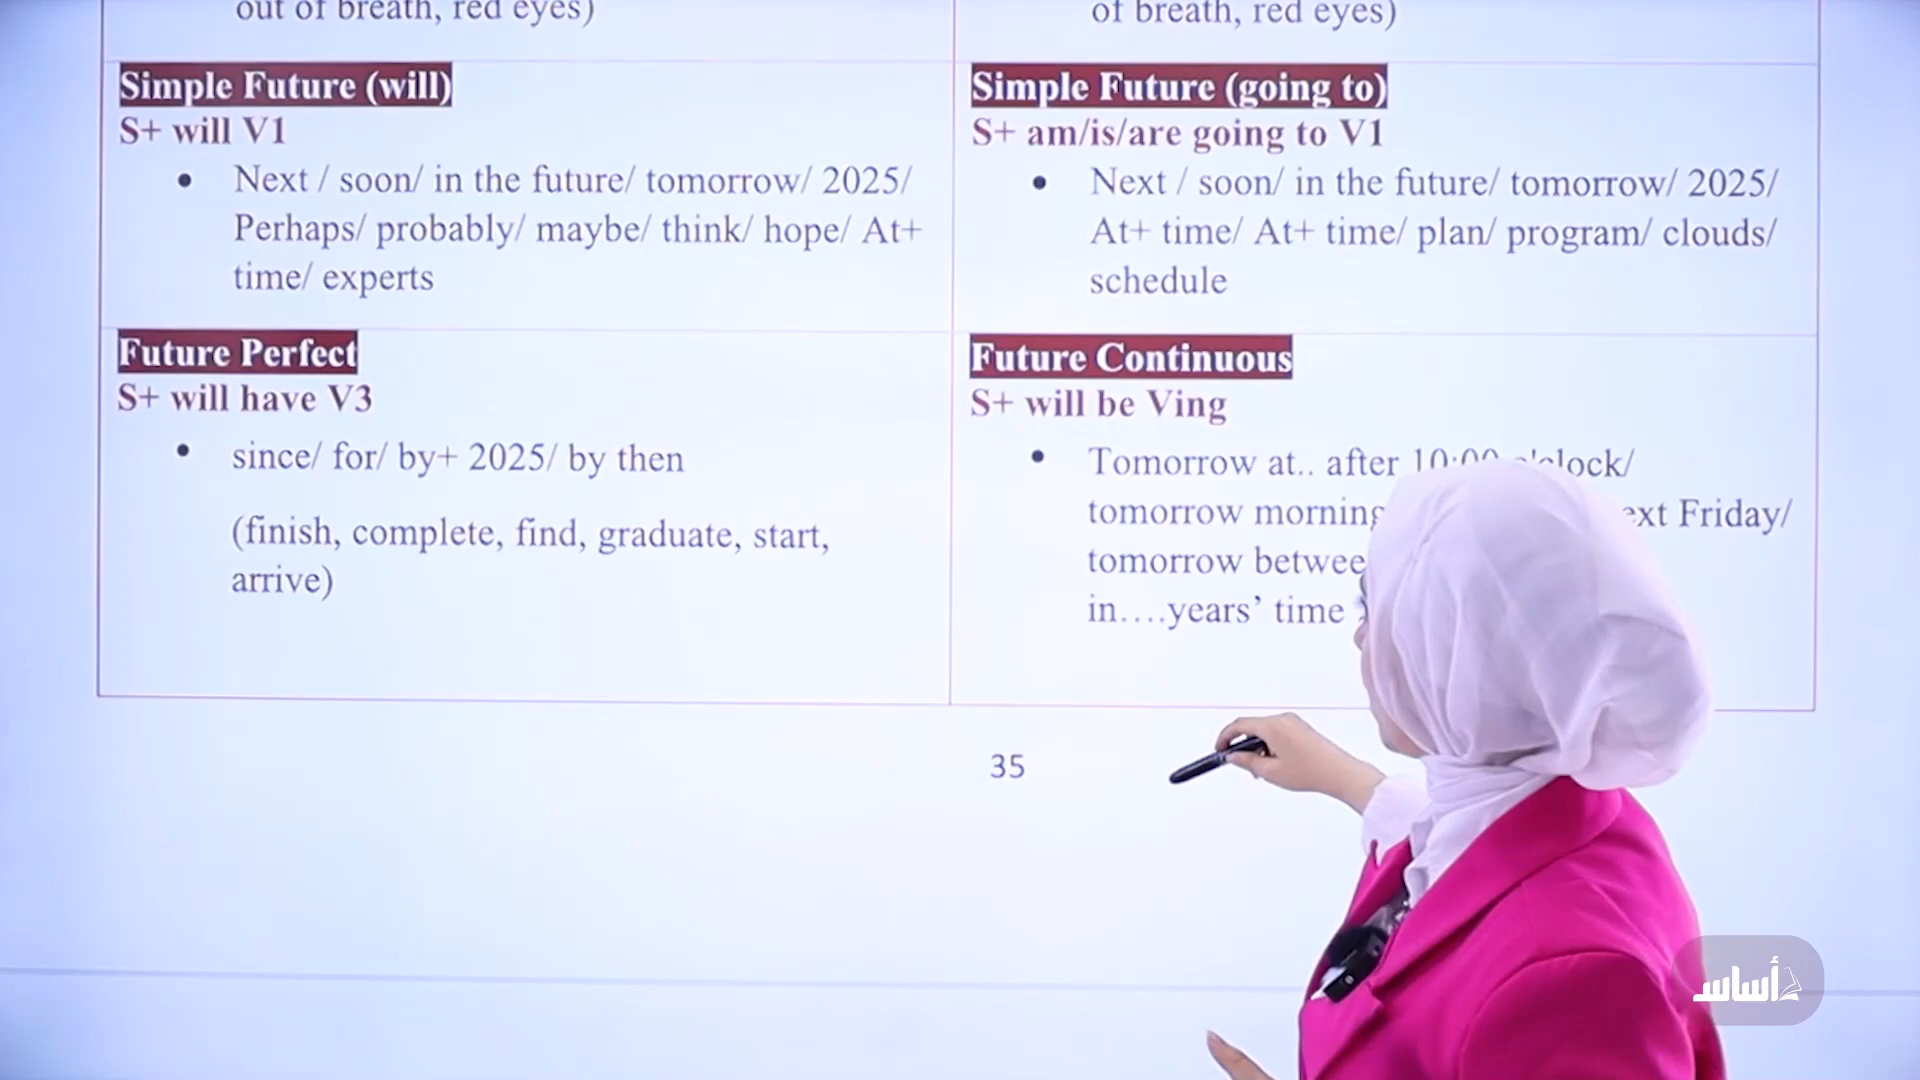 out of breath, red eyes)
of breath, red eyes)
Simple Future (will)
S+ will V1
• Next / soon/ in the future/ tomorrow/ 2025/
Perhaps/ probably/ maybe/ think/ hope/ At+
time/ experts
Simple Future (going to)
S+ am/is/are going to V1
• Next / soon/ in the future/ tomorrow/ 2025/
At+ time/ At+ time/ plan/ program/ clouds/
schedule
Future Perfect
S+ will have V3
• since/ for/ by+ 2025/ by then
(finish, complete, find, graduate, start,
arrive)
Future Continuous
S+ will be Ving
• Tomorrow at.. after 10:00 o'clock/
tomorrow morning Friday/
tomorrow
in….years’ time
35
أساس